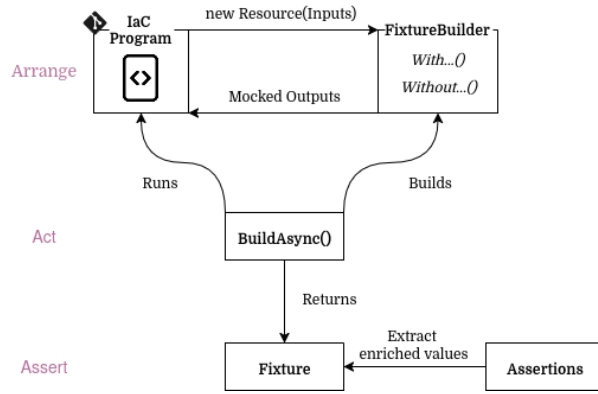 IaC
Program
new Resource(Inputs)
FixtureBuilder
With...()
Without...()
Arrange
Mocked Outputs
Runs
Builds
Act
BuildAsync()
Returns
Extract
enriched values
Assert
Fixture
Assertions